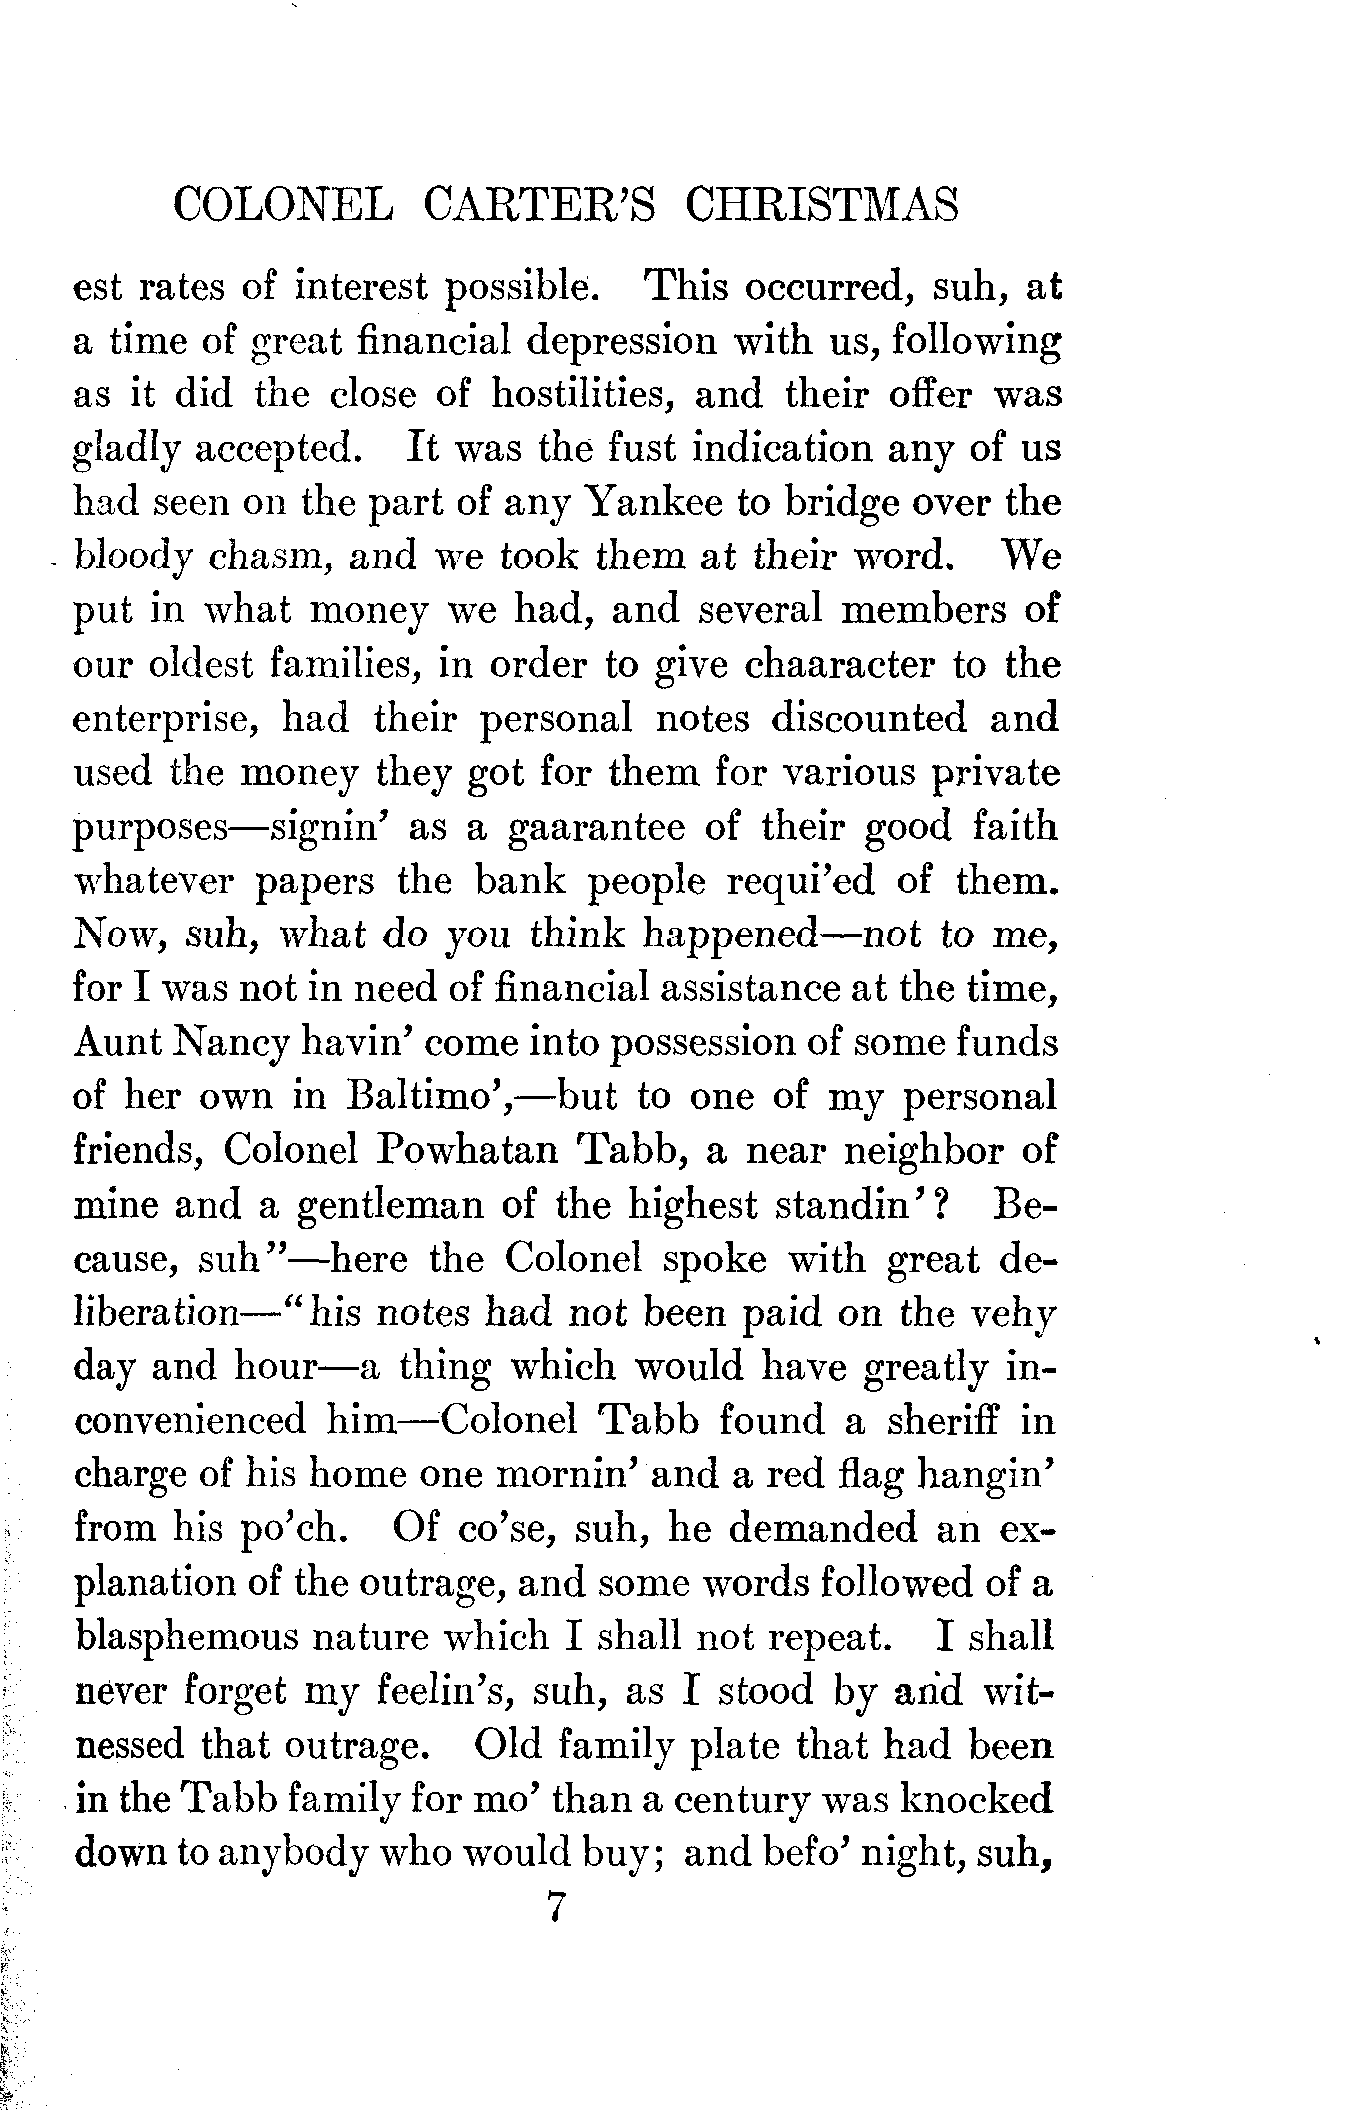 COLONEL CARTER'S CHRISTMAS
est rates of interest possible. This occurred, suh, at
a time of great financial depression with us, following
as it did the close of hostilities, and their offer was
gladly accepted. It was the fust indication any of us
had seen on the part of any Yankee to bridge over the
bloody chasm, and we took them at their word. We
put in what money we had, and several members of
our oldest families, in order to give chaaracter to the
enterprise, had their personal notes discounted and
used the money they got for them for various private
purposes—signin' as a gaarantee of their good faith
whatever papers the bank people requi'ed of them.
Now, suh, what do you think happened—not to me,
for I was not in need of financial assistance at the time,
Aunt Nancy havin' come into possession of some funds
of her own in Baltimo',—but to one of my personal
friends, Colonel Powhatan Tabb, a near neighbor of
mine and a gentleman of the highest standin'? Be-
cause, suh"—here the Colonel spoke with great de-
liberation—"his notes had not been paid on the vehy
day and hour—a thing which would have greatly in-
convenienced him—Colonel Tabb found a sheriff in
charge of his home one mornin' and a red flag hangin'
from his po'ch. Of co'se, suh, he demanded an ex-
planation of the outrage, and some words followed of a
blasphemous nature which I shall not repeat. I shall
never forget my feelin's, suh, as I stood by and wit-
nessed that outrage. Old family plate that had been
in the Tabb family for mo' than a century was knocked
down to anybody who would buy; and befo' night, suh,
7